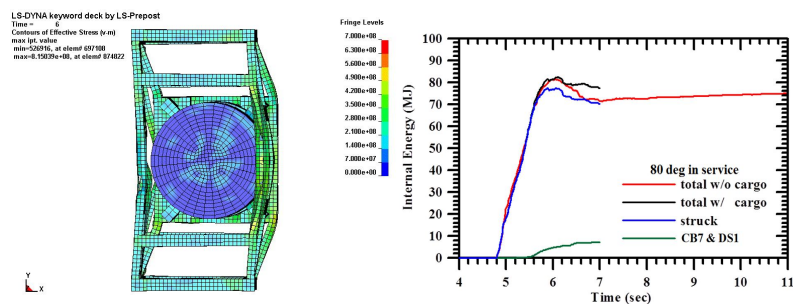 LS-DYNA keyword deck by LS-Prepost
Time = 6
Contours of Effective Stress (v-m)
max ipt. value
min=526916, at elem# 697108
max=8.15039e+08, at elem# 874822
Fringe Levels
7.000e+08
6.300e+08
5.600e+08
4.900e+08
4.200e+08
3.500e+08
2.800e+08
2.100e+08
1.400e+08
7.000e+07
0.000e+00
Y
X
Internal Energy (MJ)
100
90
80
70
60
50
40
30
20
10
0
80 deg in service
total w/o cargo
total w/ cargo
struck
CB7 & DS1
4 5 6 7 8 9 10 11
Time (sec)